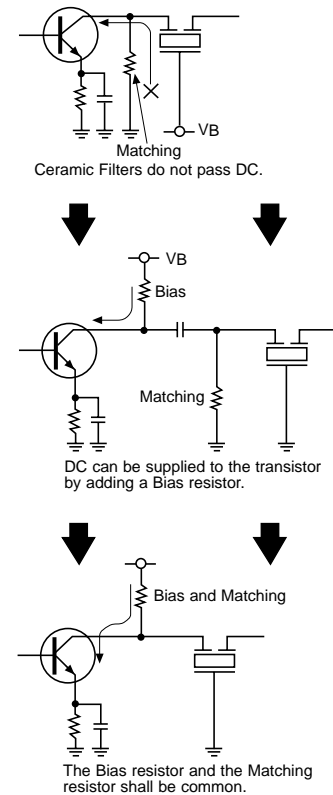 VB
Matching
Ceramic Filters do not pass DC.
VB
Bias
Matching
DC can be supplied to the transistor
by adding a Bias resistor.
Bias and Matching
The Bias resistor and the Matching
resistor shall be common.